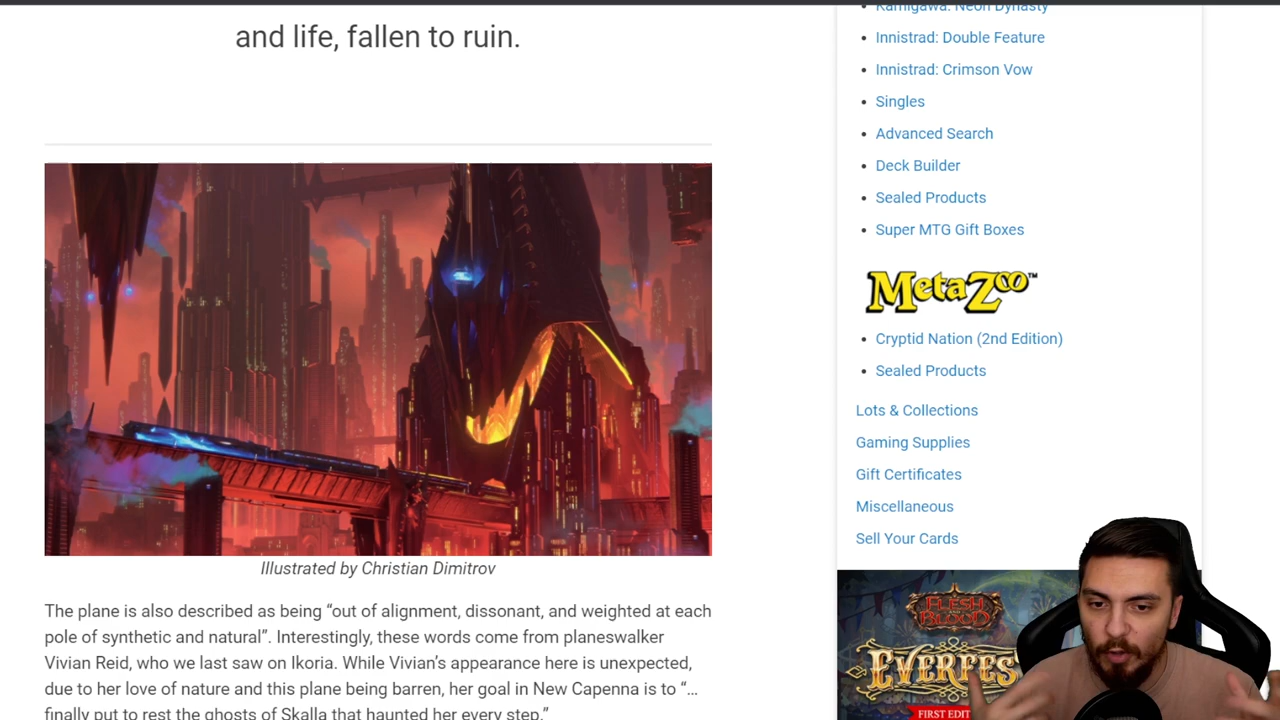 and life, fallen to ruin.
Illustrated by Christian Dimitrov
The plane is also described as being “out of alignment, dissonant, and weighted at each
pole of synthetic and natural”. Interestingly, these words come from planeswalker
Vivian Reid, who we last saw on Ikoria. While Vivian’s appearance here is unexpected,
due to her love of nature and this plane being barren, her goal in New Capenna is to “…
finally put to rest the ghosts of Skalla that haunted her every step.”
Kamigawa: Neon Dynasty
Innistrad: Double Feature
Innistrad: Crimson Vow
Singles
Advanced Search
Deck Builder
Sealed Products
Super MTG Gift Boxes
MetaZoo™
Cryptid Nation (2nd Edition)
Sealed Products
Lots & Collections
Gaming Supplies
Gift Certificates
Miscellaneous
Sell Your Cards
FLESH AND BLOOD
EVERFES
FIRST EDIT